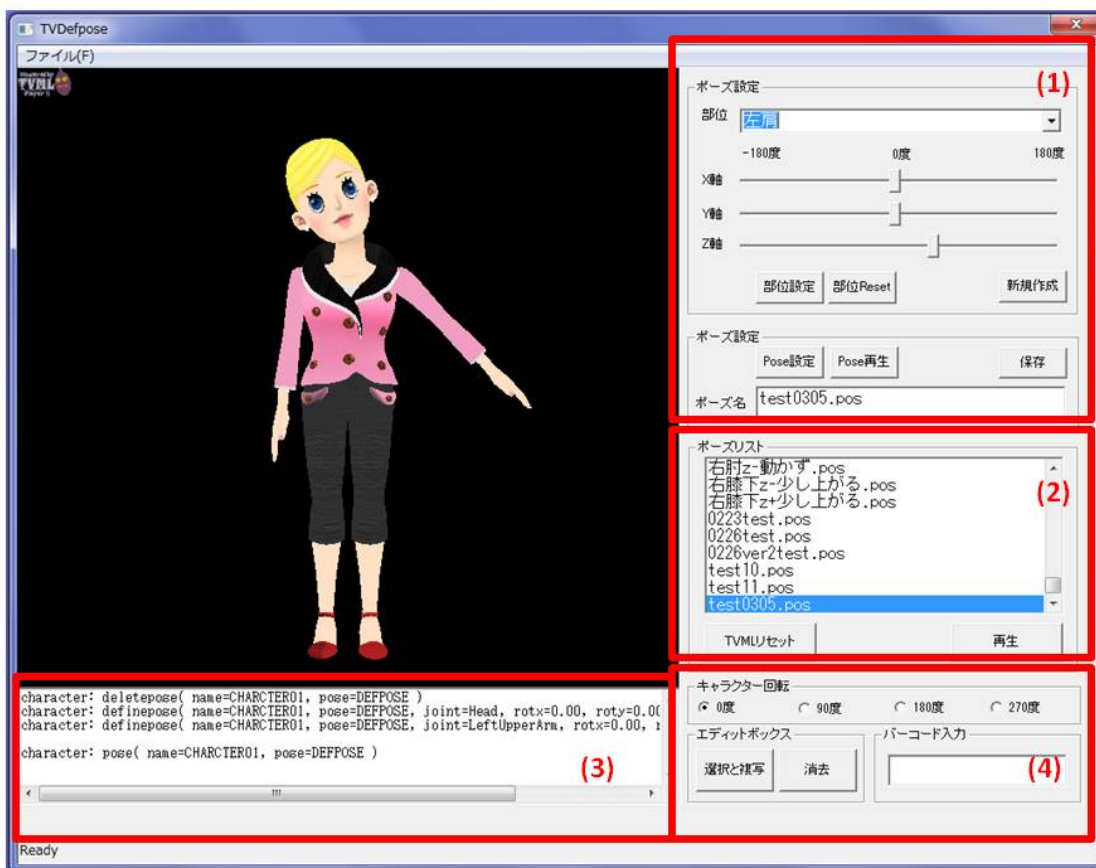 TVDefpose
ファイル(F)
Powered by
TVML
Player II
(1)
ポーズ設定
部位
左肩
-180度 0度 180度
X軸
Y軸
Z軸
部位設定 部位Reset 新規作成
ポーズ設定
Pose設定 Pose再生 保存
ポーズ名 test0305.pos
ポーズリスト
(2)
右肘z-動かず.pos
右膝下z-少し上がる.pos
右膝下z+少し上がる.pos
0223test.pos
0226test.pos
0226ver2test.pos
test10.pos
test11.pos
test0305.pos
TVMLリセット 再生
character: deletepose( name=CHARCTER01, pose=DEFPOSE )
character: definepose( name=CHARCTER01, pose=DEFPOSE, joint=Head, rotx=0.00, roty=0.00
character: definepose( name=CHARCTER01, pose=DEFPOSE, joint=LeftUpperArm, rotx=0.00, r
character: pose( name=CHARCTER01, pose=DEFPOSE )
(3)
キャラクター回転
0度 90度 180度 270度
エディットボックス
選択と複写 消去
バーコード入力
(4)
Ready